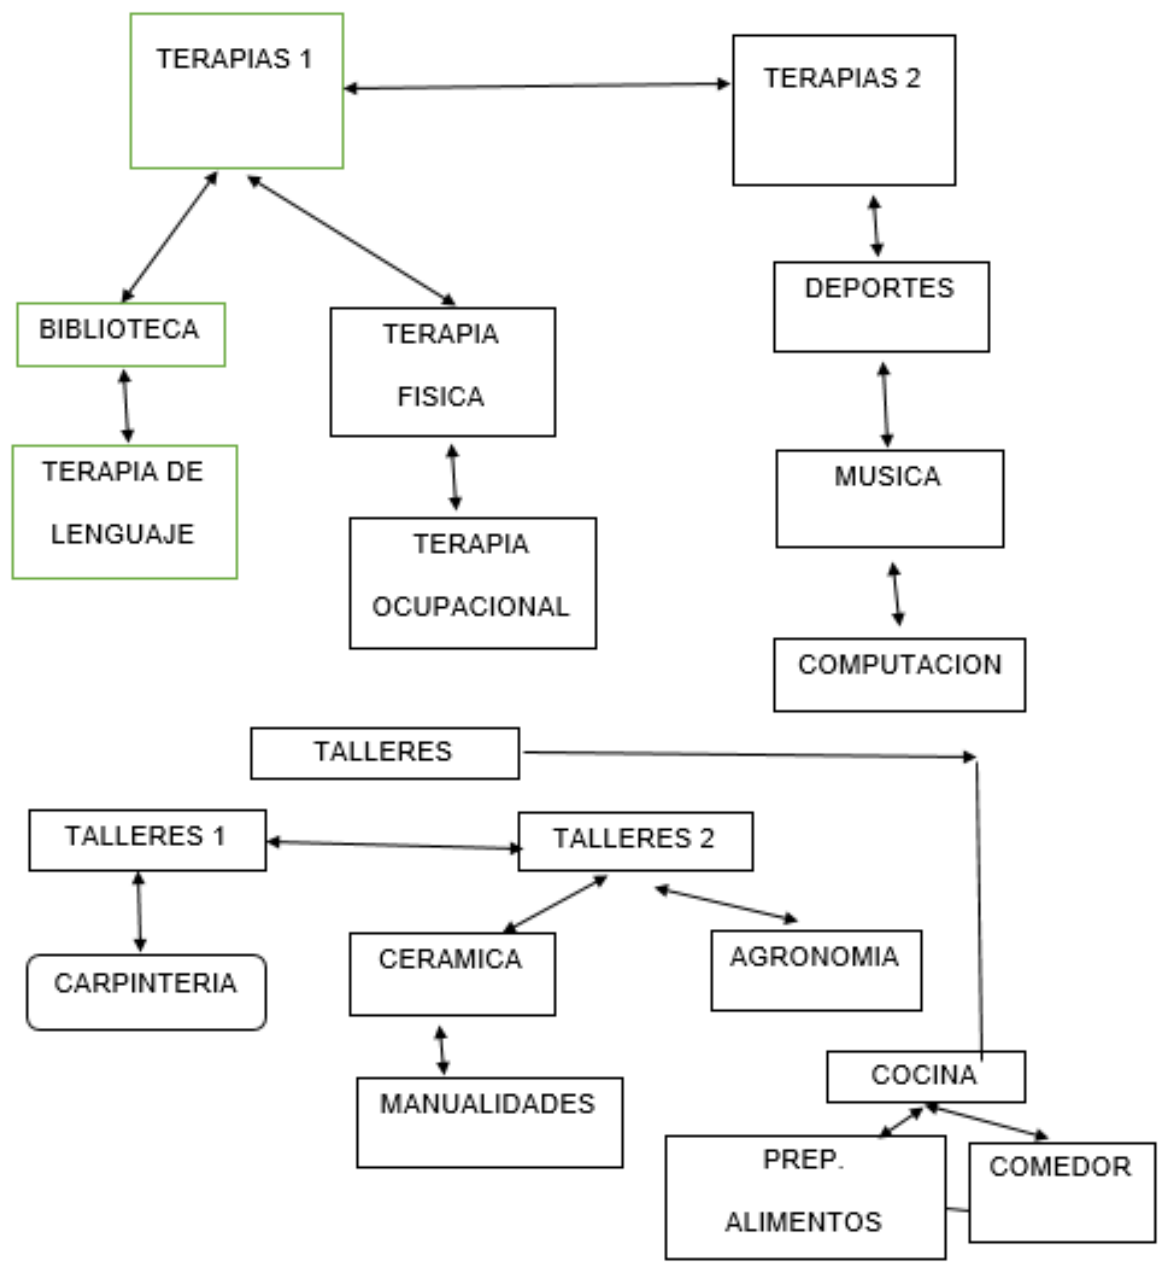 TERAPIAS 1
TERAPIAS 2
BIBLIOTECA
TERAPIA
FISICA
DEPORTES
TERAPIA DE
LENGUAJE
MUSICA
TERAPIA
OCUPACIONAL
COMPUTACION
TALLERES
TALLERES 1
TALLERES 2
CARPINTERIA
CERAMICA
AGRONOMIA
MANUALIDADES
COCINA
PREP.
ALIMENTOS
COMEDOR